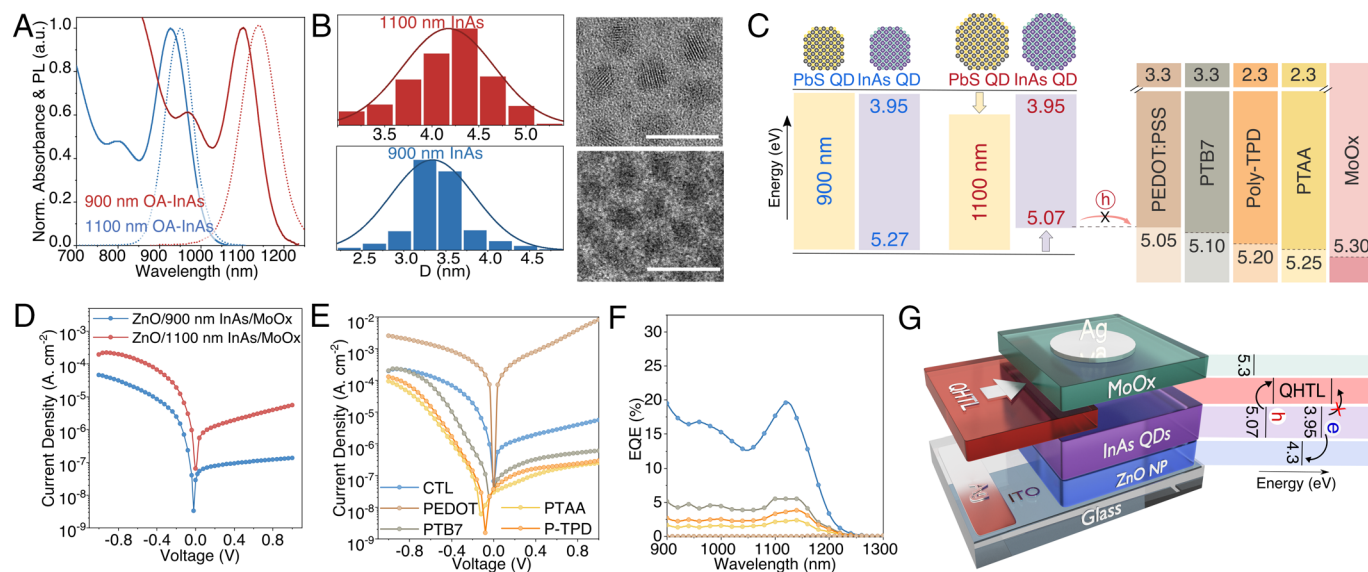 A
Norm. Absorbance & PL (a.u.)
1.0
0.8
0.6
0.4
0.2
0.0
900 nm OA-InAs
1100 nm OA-InAs
700 800 900 1000 1100 1200
Wavelength (nm)
B
1100 nm InAs
3.5 4.0 4.5 5.0
900 nm InAs
2.5 3.0 3.5 4.0 4.5
D (nm)
C
PbS QD InAs QD
PbS QD InAs QD
Energy (eV)
900 nm
3.95
5.27
1100 nm
3.95
5.07
h
X
3.3 3.3 2.3 2.3
PEDOT:PSS
PTB7
Poly-TPD
PTAA
MoOx
5.05
5.10
5.20
5.25
5.30
D
Current Density (A. cm-2)
10-2
10-3
10-4
10-5
10-6
10-7
10-8
10-9
ZnO/900 nm InAs/MoOx
ZnO/1100 nm InAs/MoOx
-0.8 -0.4 0.0 0.4 0.8
Voltage (V)
E
Current Density (A. cm-2)
10-2
10-3
10-4
10-5
10-6
10-7
10-8
10-9
CTL
PEDOT PTAA
PTB7 P-TPD
-0.8 -0.4 0.0 0.4 0.8
Voltage (V)
F
EQE (%)
30
25
20
15
10
5
0
900 1000 1100 1200 1300
Wavelength (nm)
G
Ag
MoOx
QHTL
InAs QDs
ZnO NP
ITO
Glass
5.3
QHTL
5.07
h
3.95
e
4.3
Energy (eV)